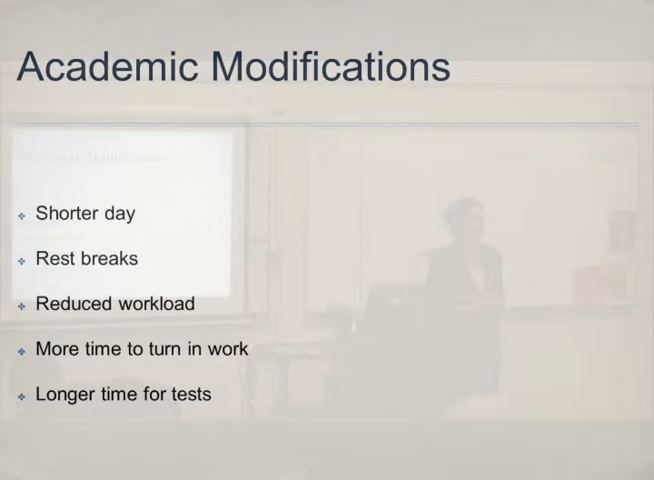 Academic Modifications
Shorter day
Rest breaks
Reduced workload
More time to turn in work
Longer time for tests